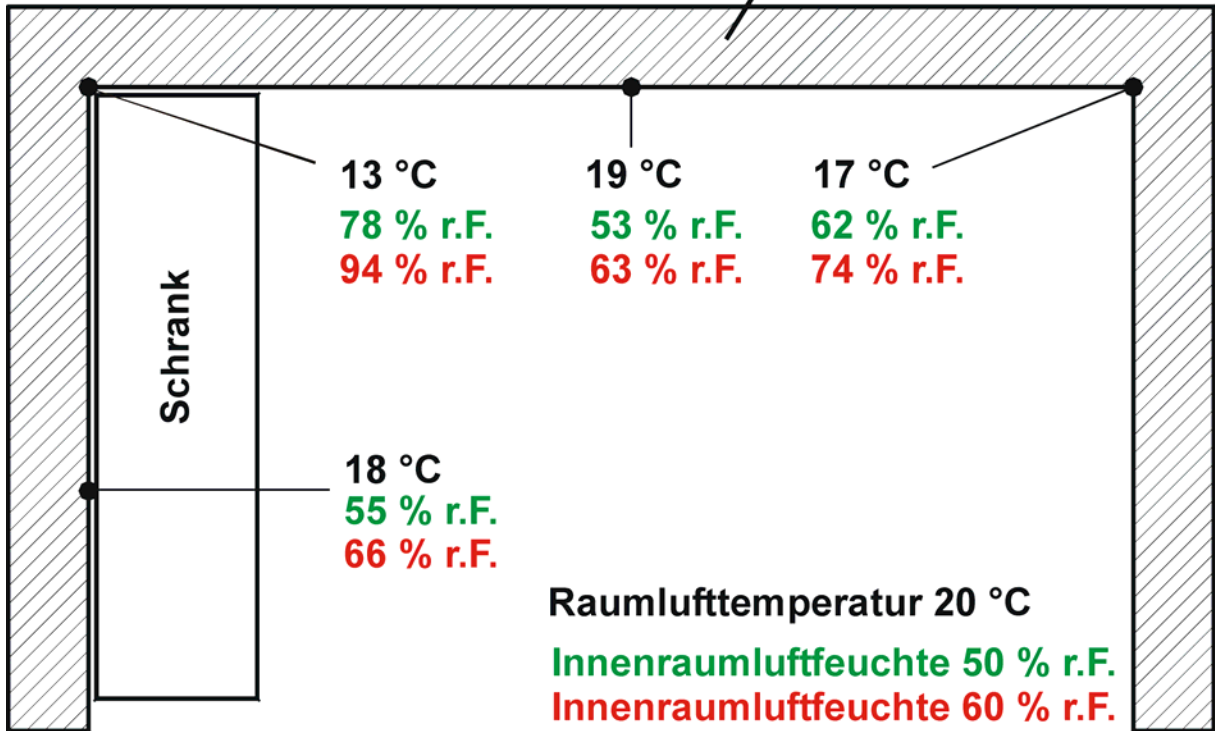 13 °C
78 % r.F.
94 % r.F.
19 °C
53 % r.F.
63 % r.F.
17 °C
62 % r.F.
74 % r.F.
Schrank
18 °C
55 % r.F.
66 % r.F.
Raumlufttemperatur 20 °C
Innenraumluftfeuchte 50 % r.F.
Innenraumluftfeuchte 60 % r.F.